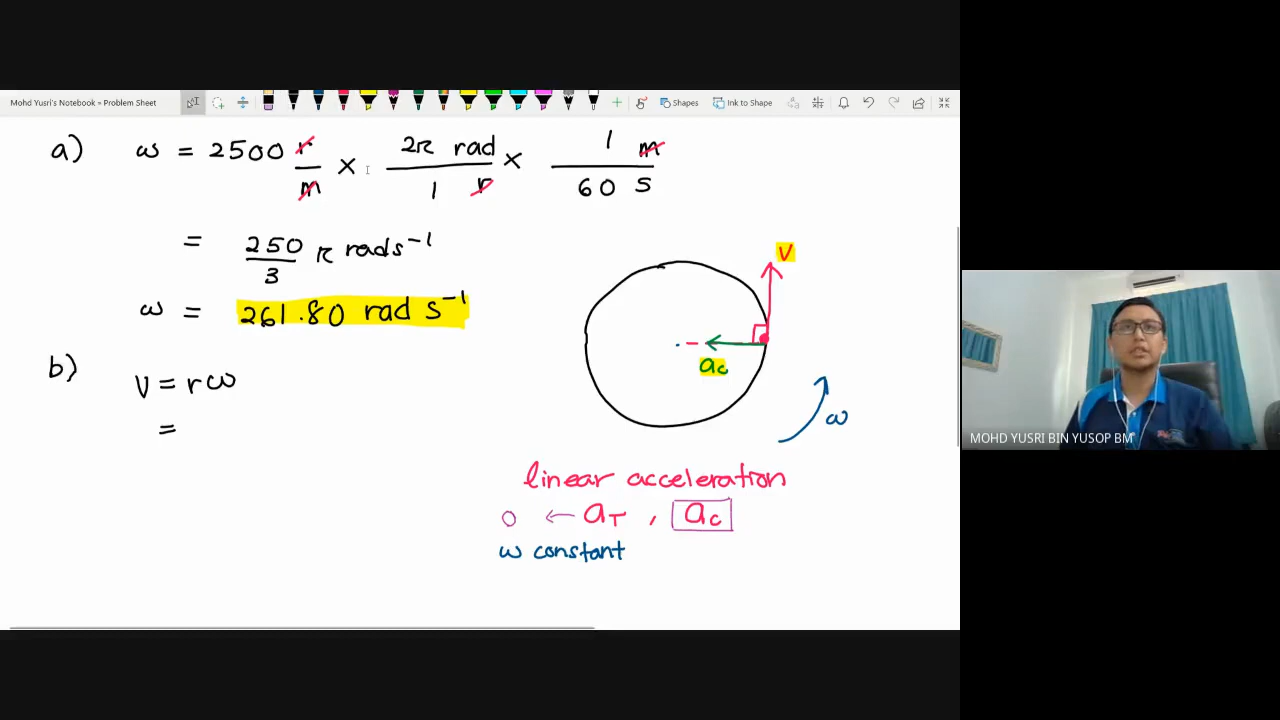 Mohd Yusri's Notebook » Problem Sheet
Shapes
Ink to Shape
a) ω = 2500 r/m × 2π rad / 1 r × 1 m / 60 s
= 250/3 π rads⁻¹
ω = 261.80 rad s⁻¹
b) v = rω
=
v
ac
ω
linear acceleration
0 ← aT , ac
ω constant
MOHD YUSRI BIN YUSOP BM